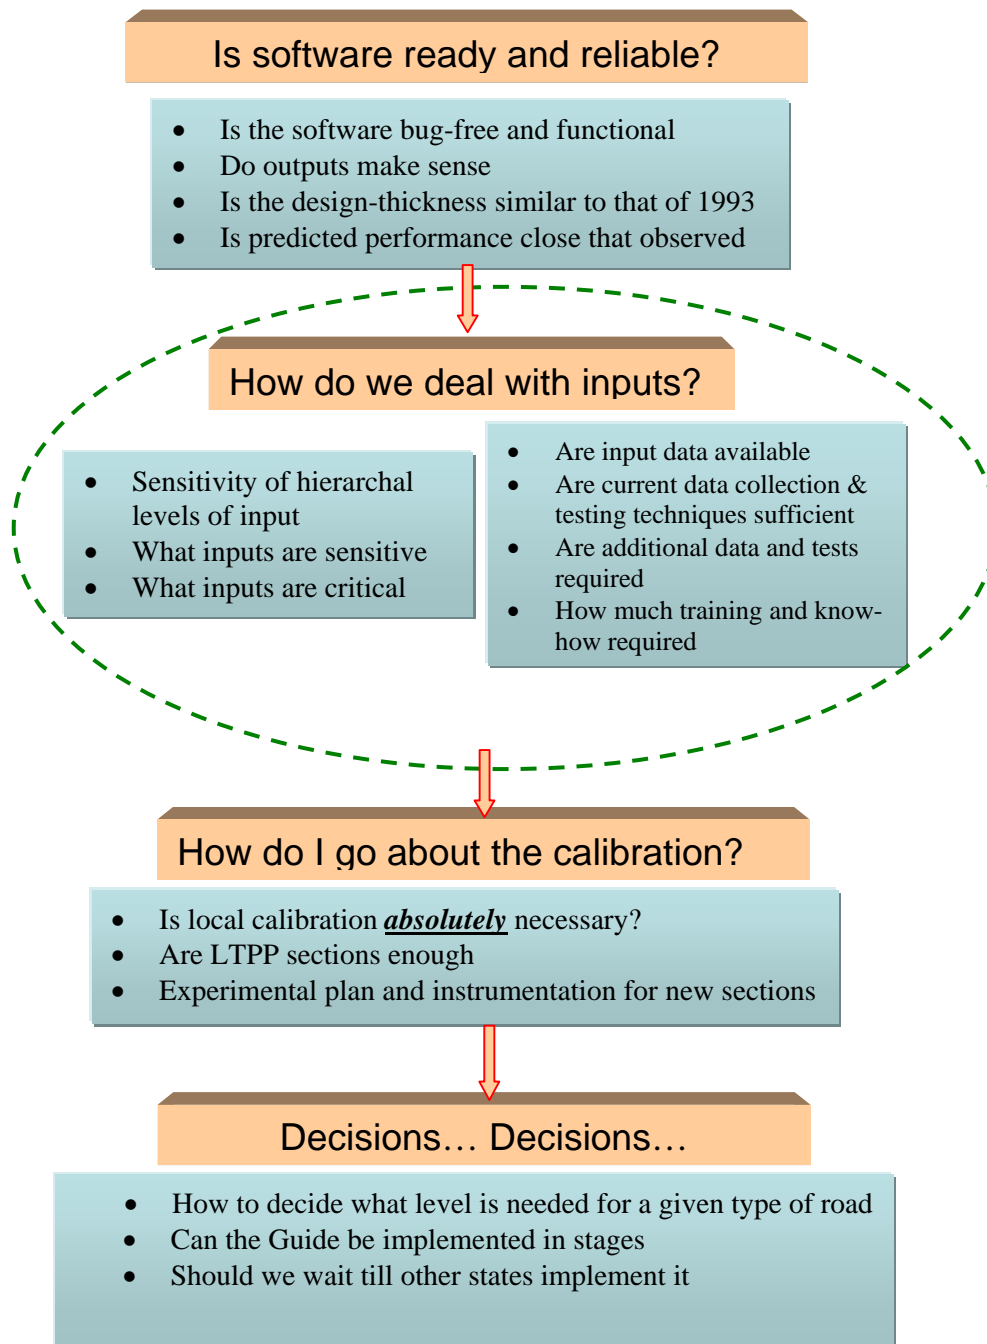 Is software ready and reliable?
• Is the software bug-free and functional
• Do outputs make sense
• Is the design-thickness similar to that of 1993
• Is predicted performance close that observed
How do we deal with inputs?
• Sensitivity of hierarchal
levels of input
• What inputs are sensitive
• What inputs are critical
• Are input data available
• Are current data collection &
testing techniques sufficient
• Are additional data and tests
required
• How much training and know-
how required
How do I go about the calibration?
• Is local calibration absolutely necessary?
• Are LTPP sections enough
• Experimental plan and instrumentation for new sections
Decisions… Decisions…
• How to decide what level is needed for a given type of road
• Can the Guide be implemented in stages
• Should we wait till other states implement it